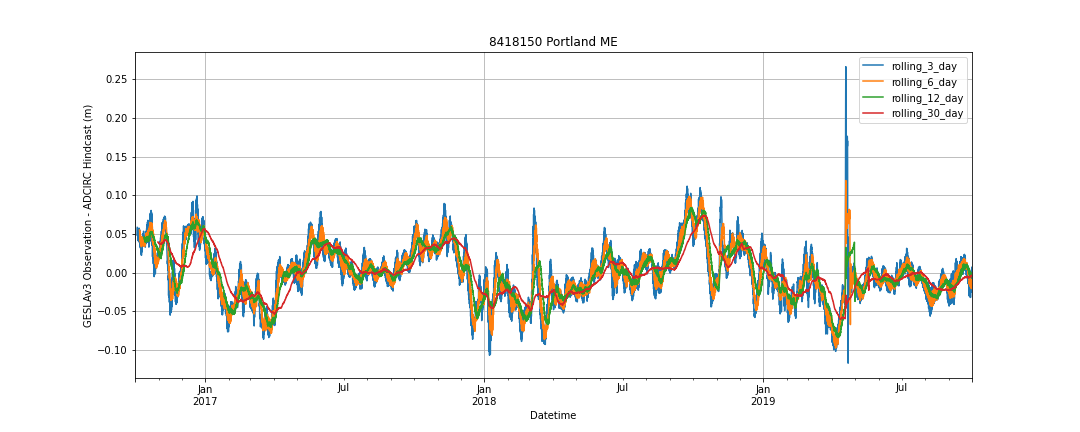 8418150 Portland ME
GESLAv3 Observation - ADCIRC Hindcast (m)
0.25
0.20
0.15
0.10
0.05
0.00
−0.05
−0.10
rolling_3_day
rolling_6_day
rolling_12_day
rolling_30_day
Jan
2017
Jul
Jan
2018
Jul
Jan
2019
Jul
Datetime